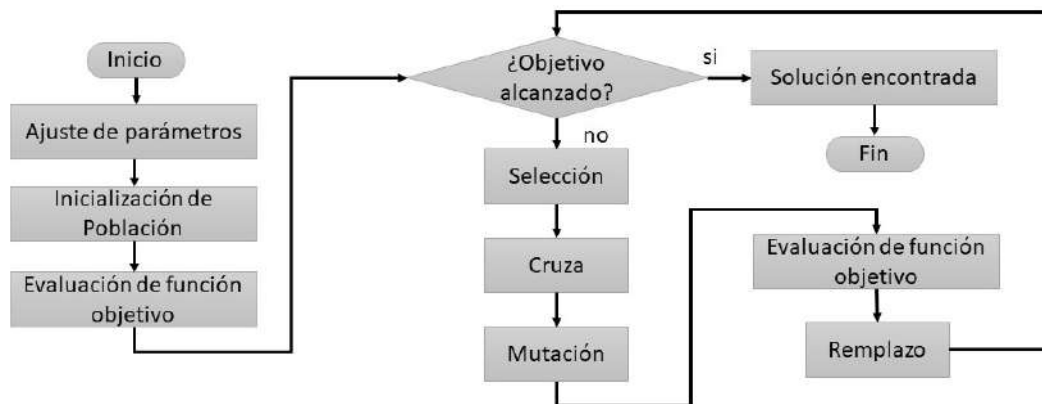 Inicio
Ajuste de parámetros
Inicialización de
Población
Evaluación de función
objetivo
¿Objetivo
alcanzado?
si
no
Solución encontrada
Fin
Selección
Cruza
Mutación
Evaluación de función
objetivo
Remplazo